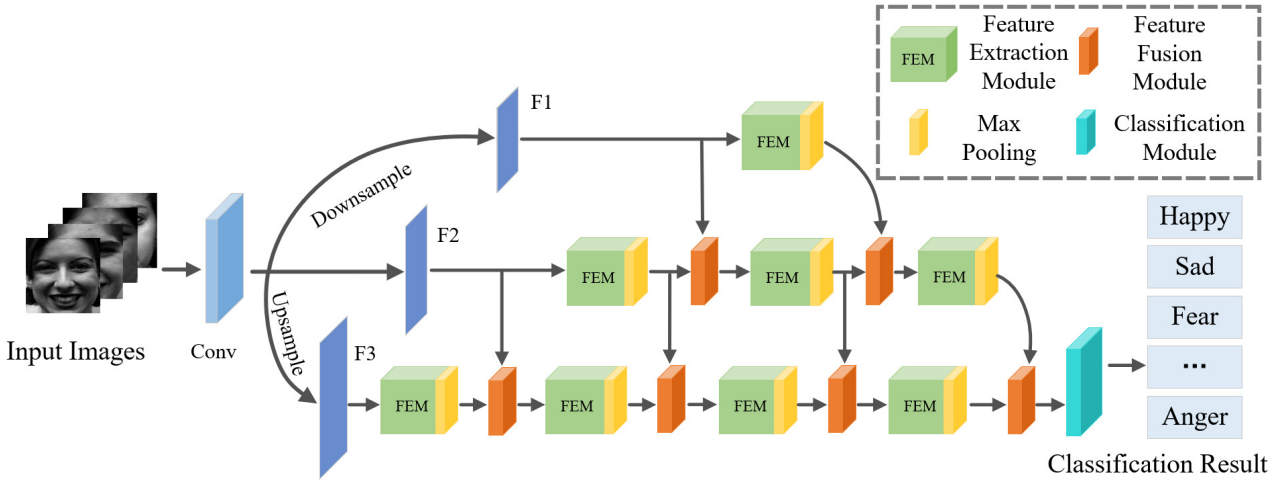 Feature
Extraction
Module
FEM
Feature
Fusion
Module
Max
Pooling
Classification
Module
F1
FEM
Downsample
F2
FEM
FEM
FEM
Upsample
F3
FEM
FEM
FEM
FEM
Input Images
Conv
Happy
Sad
Fear
...
Anger
Classification Result